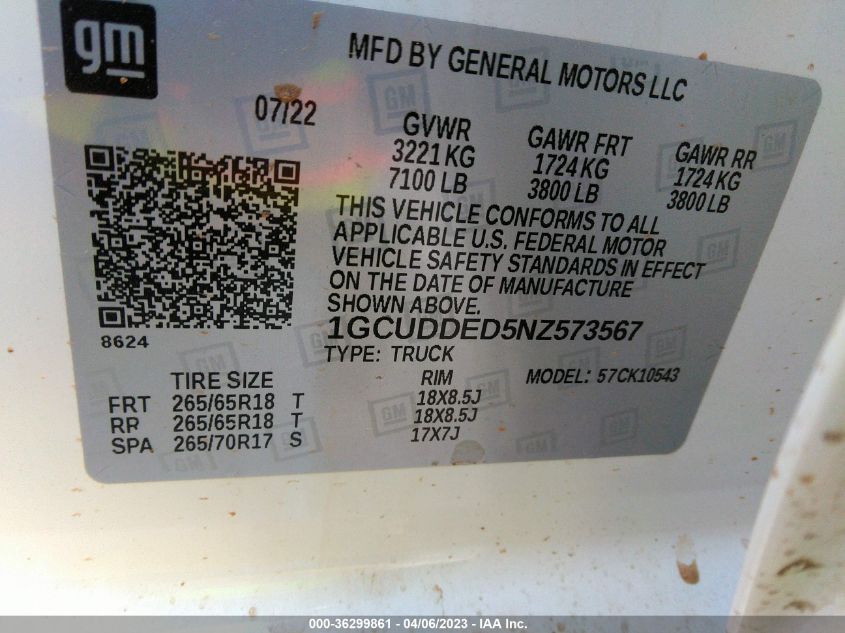 gm
MFD BY GENERAL MOTORS LLC
07/22
GVWR GAWR FRT GAWR RR
3221 KG 1724 KG 1724 KG
7100 LB 3800 LB 3800 LB
THIS VEHICLE CONFORMS TO ALL
APPLICABLE U.S. FEDERAL MOTOR
VEHICLE SAFETY STANDARDS IN EFFECT
ON THE DATE OF MANUFACTURE
SHOWN ABOVE.
8624
1GCUDDED5NZ573567
TYPE: TRUCK
MODEL: 57CK10543
TIRE SIZE RIM
FRT 265/65R18 T 18X8.5J
RR 265/65R18 T 18X8.5J
SPA 265/70R17 S 17X7J
000-36299861 - 04/06/2023 - IAA Inc.